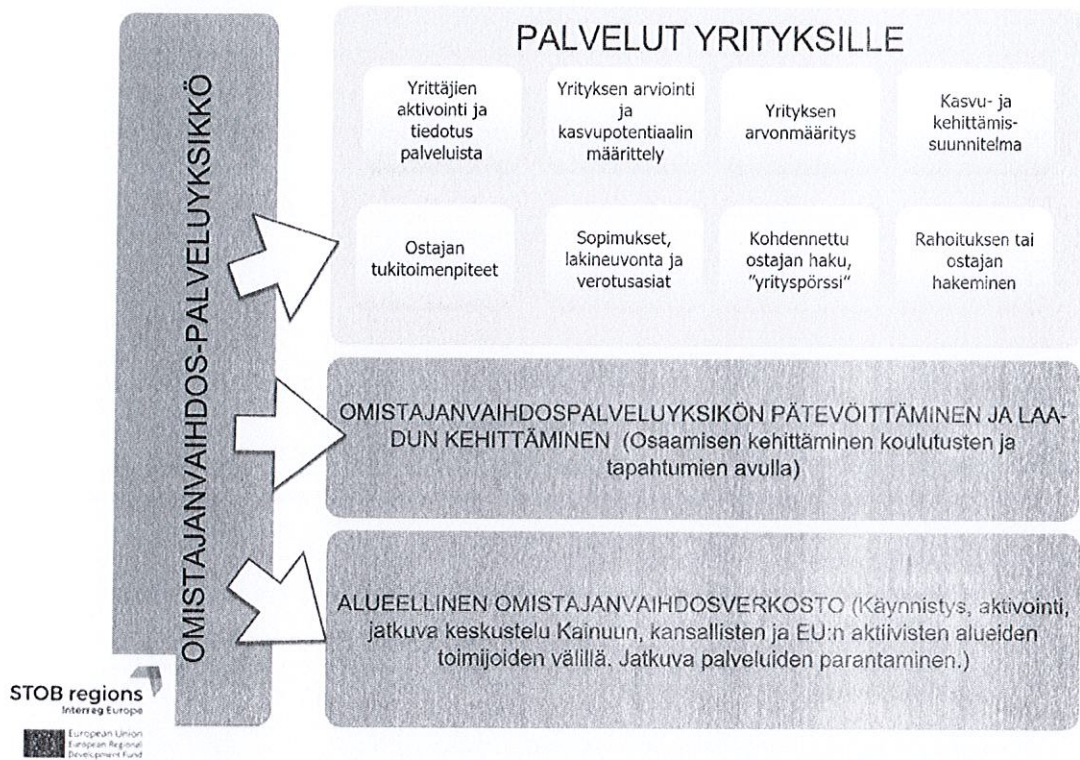 OMISTAJANVAIHDOS-PALVELUYKSIKKÖ
PALVELUT YRITYKSILLE
Yrittäjien
aktivointi ja
tiedotus
palveluista
Yrityksen arviointi
ja
kasvupotentiaalin
määrittely
Yrityksen
arvonmääritys
Kasvu- ja
kehittämis-
suunnitelma
Ostajan
tukitoimenpiteet
Sopimukset,
lakineuvonta ja
verotusasiat
Kohdennettu
ostajan haku,
"yrityspörssi"
Rahoituksen tai
ostajan
hakeminen
OMISTAJANVAIHDOSPALVELUYKSIKÖN PÄTEVÖITTÄMINEN JA LAA-
DUN KEHITTÄMINEN (Osaamisen kehittäminen koulutusten ja
tapahtumien avulla)
ALUEELLINEN OMISTAJANVAIHDOSVERKOSTO (Käynnistys, aktivointi,
jatkuva keskustelu Kainuun, kansallisten ja EU:n aktiivisten alueiden
toimijoiden välillä. Jatkuva palveluiden parantaminen.)
STOB regions
Interreg Europe
European Union
European Regional
Development Fund